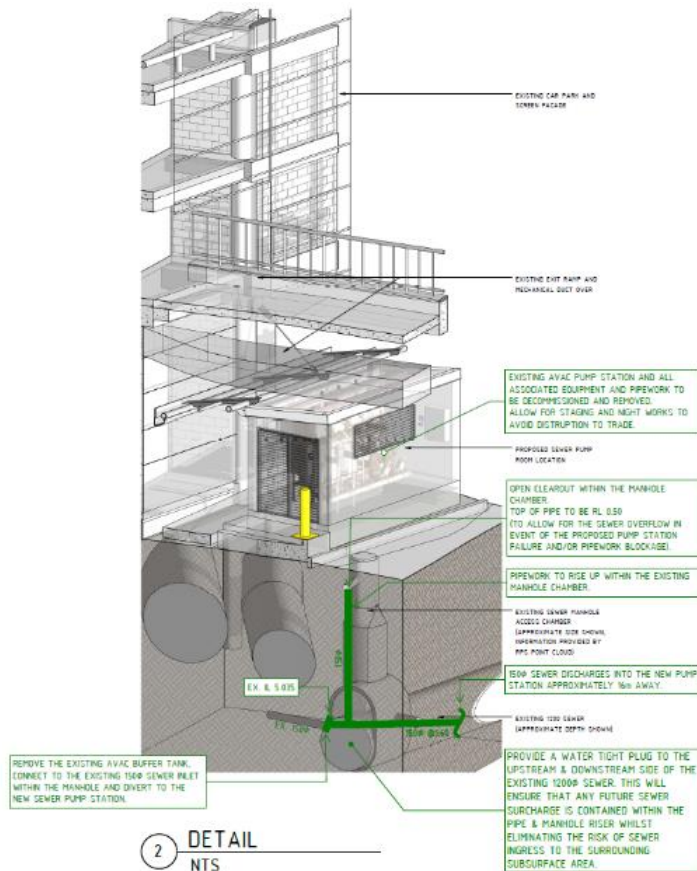 EXISTING CAR PARK AND
SCREEN FACADE
EXISTING EXIT RAMP AND
MECHANICAL DUCT OVER
EXISTING AVAC PUMP STATION AND ALL
ASSOCIATED EQUIPMENT AND PIPEWORK TO
BE DECOMMISSIONED AND REMOVED.
ALLOW FOR STAGING AND NIGHT WORKS TO
AVOID DISTRUPTION TO TRADE.
PROPOSED SEWER PUMP
ROOM LOCATION
OPEN CLEAROUT WITHIN THE MANHOLE
CHAMBER.
TOP OF PIPE TO BE RL 0.50
(TO ALLOW FOR THE SEWER OVERFLOW IN
EVENT OF THE PROPOSED PUMP STATION
FAILURE AND/OR PIPEWORK BLOCKAGE).
PIPEWORK TO RISE UP WITHIN THE EXISTING
MANHOLE CHAMBER.
EXISTING SEWER MANHOLE
ACCESS CHAMBER
(APPROXIMATE SIDE SHOWN,
INFORMATION PROVIDED BY
RPS POINT CLOUD)
150Ø
EX. IL 5.035
150Ø SEWER DISCHARGES INTO THE NEW PUMP
STATION APPROXIMATELY 16m AWAY.
EX. 150Ø
150Ø @1:60
EXISTING 1200 SEWER
(APPROXIMATE DEPTH SHOWN)
REMOVE THE EXISTING AVAC BUFFER TANK,
CONNECT TO THE EXISTING 150Ø SEWER INLET
WITHIN THE MANHOLE AND DIVERT TO THE
NEW SEWER PUMP STATION.
PROVIDE A WATER TIGHT PLUG TO THE
UPSTREAM & DOWNSTREAM SIDE OF THE
EXISTING 1200Ø SEWER. THIS WILL
ENSURE THAT ANY FUTURE SEWER
SURCHARGE IS CONTAINED WITHIN THE
PIPE & MANHOLE RISER WHILST
ELIMINATING THE RISK OF SEWER
INGRESS TO THE SURROUNDING
SUBSURFACE AREA.
2 DETAIL
NTS